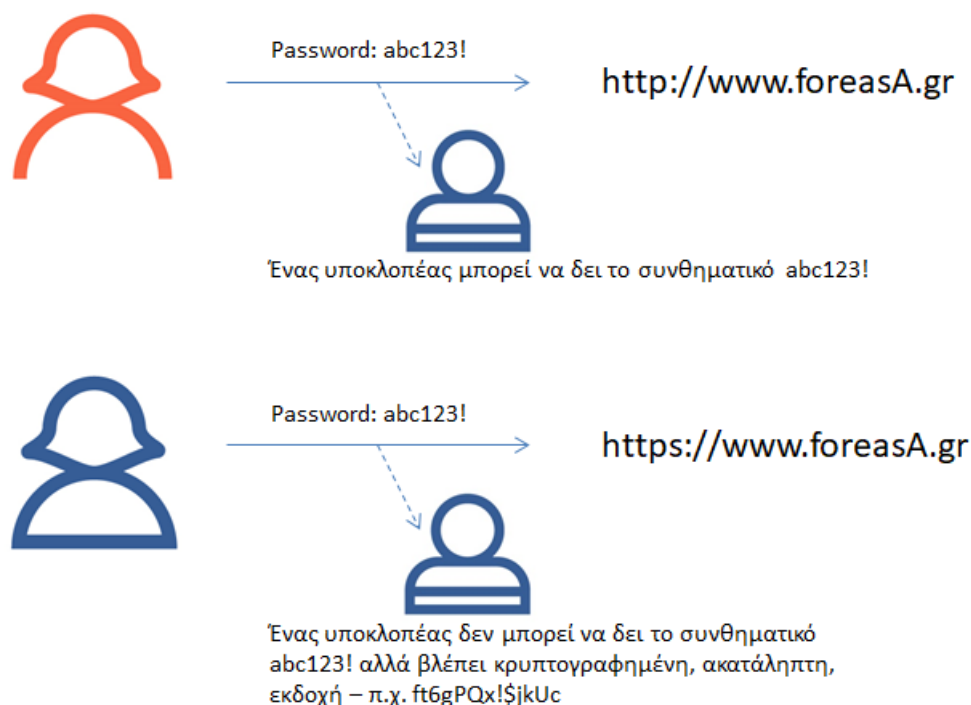 Password: abc123!
http://www.foreasA.gr
Ένας υποκλοπέας μπορεί να δει το συνθηματικό abc123!
Password: abc123!
https://www.foreasA.gr
Ένας υποκλοπέας δεν μπορεί να δει το συνθηματικό
abc123! αλλά βλέπει κρυπτογραφημένη, ακατάληπτη,
εκδοχή – π.χ. ft6gPQx!$jkUc